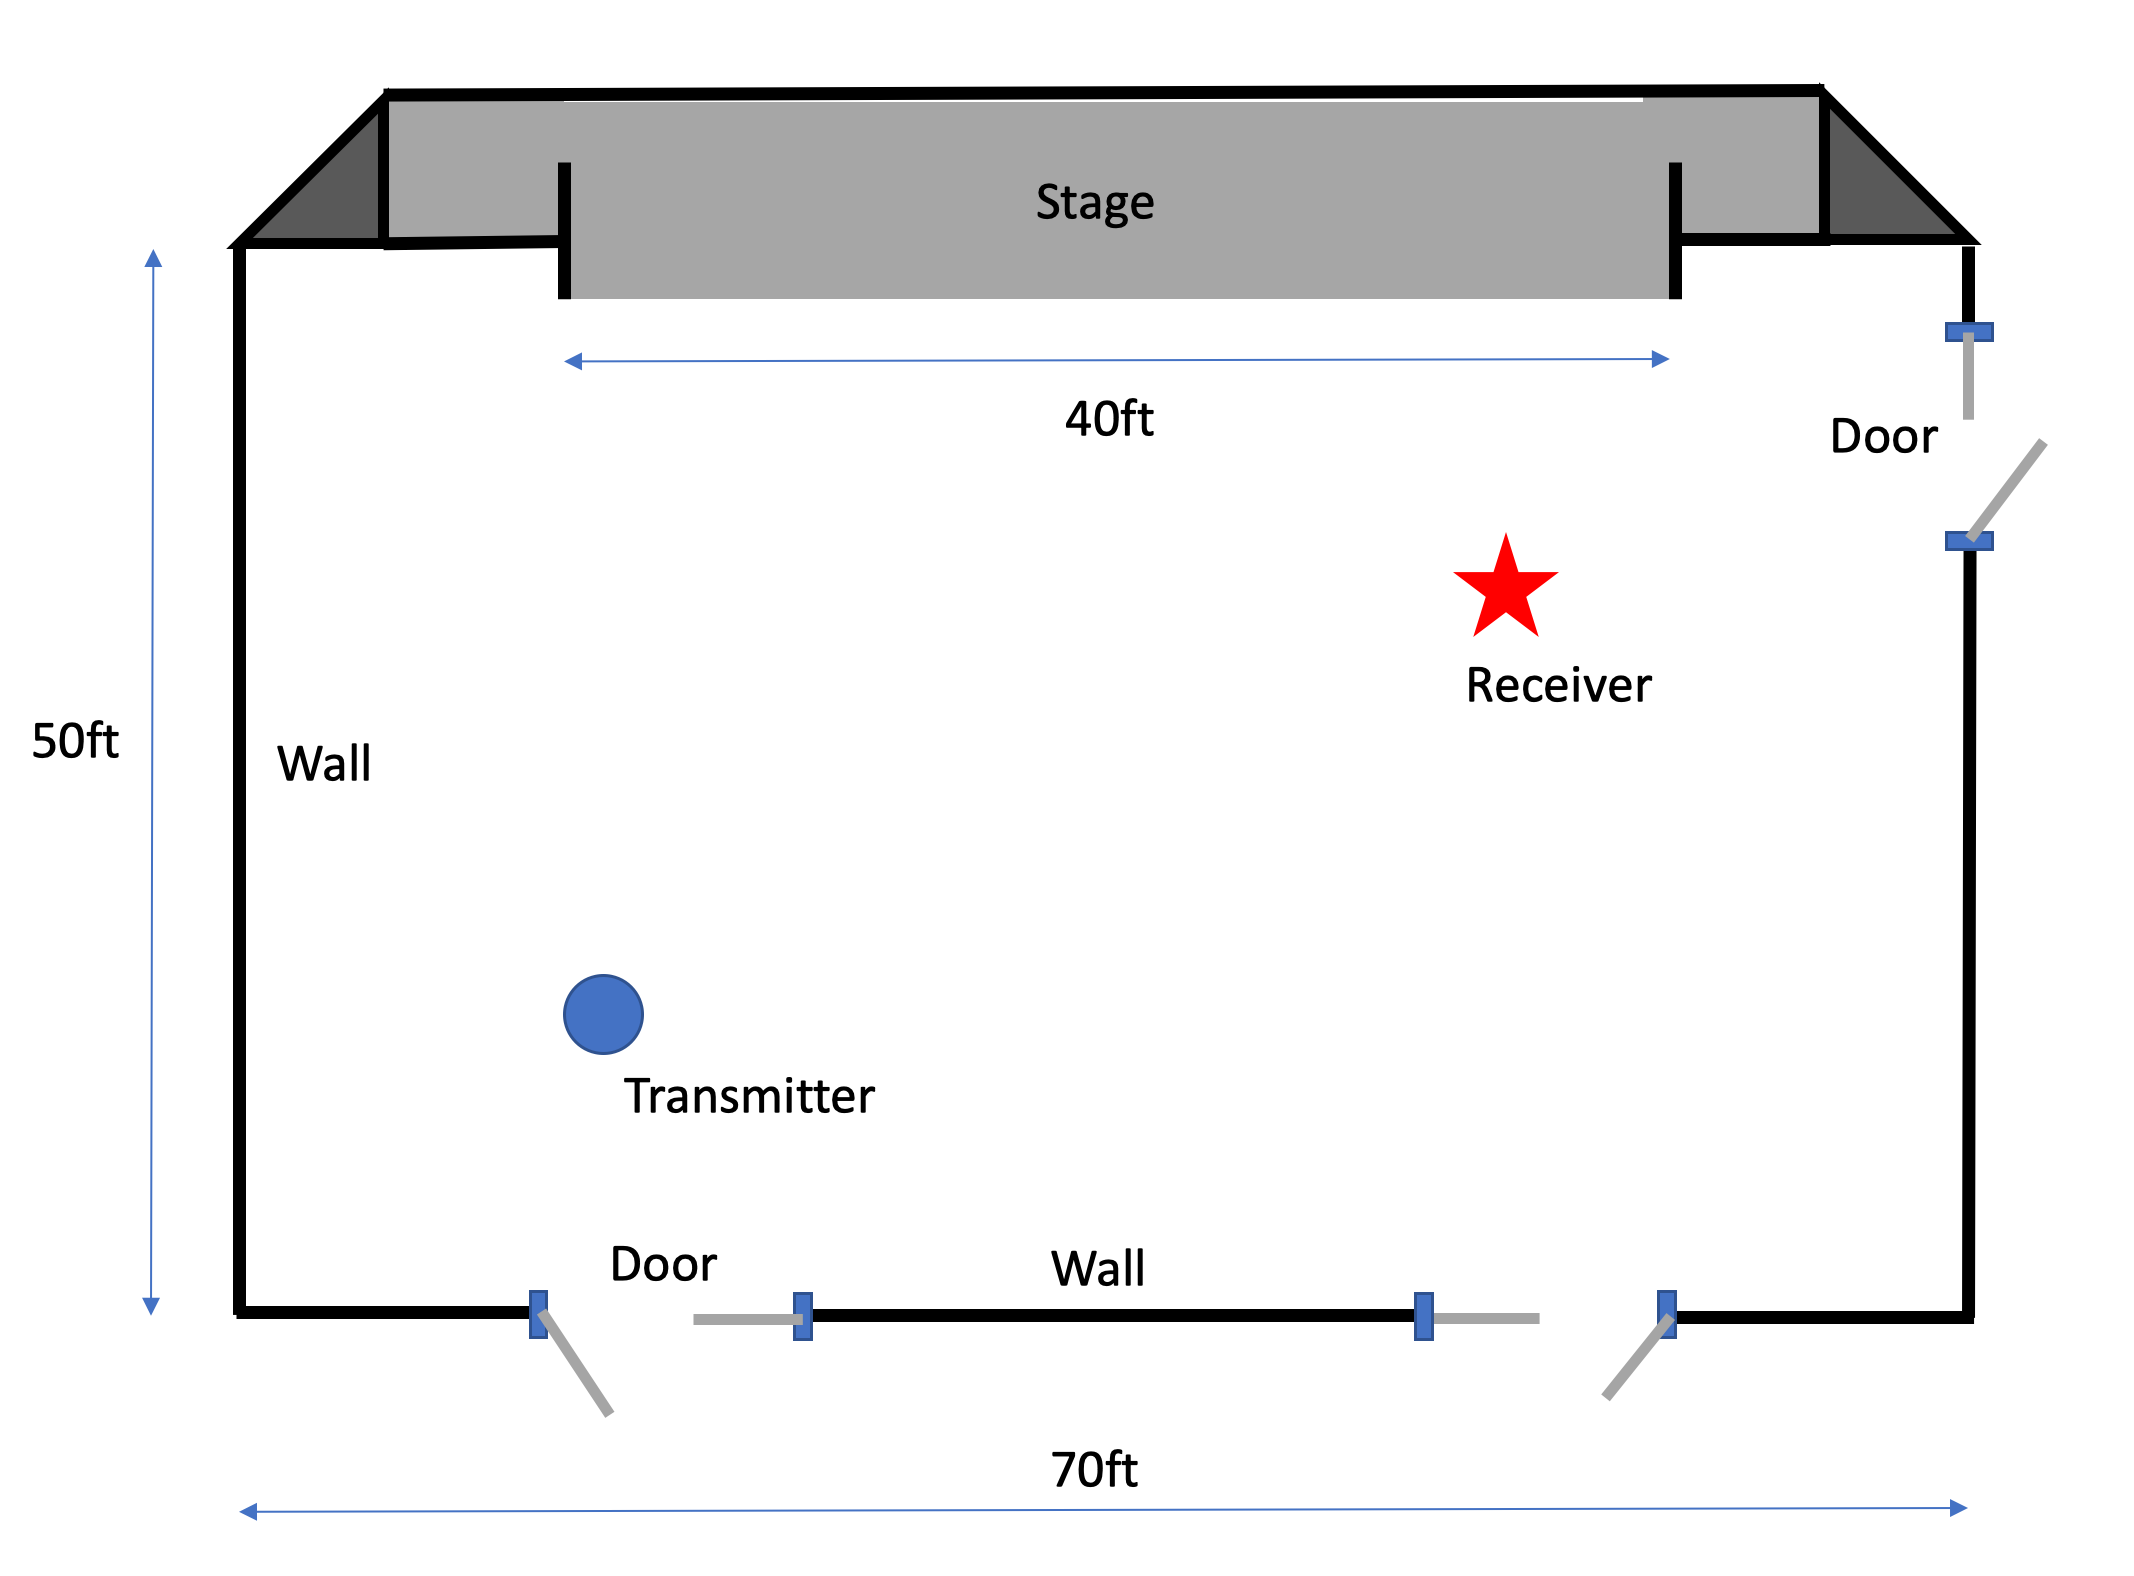 Stage
40ft
Door
Receiver
50ft
Wall
Transmitter
Door
Wall
70ft